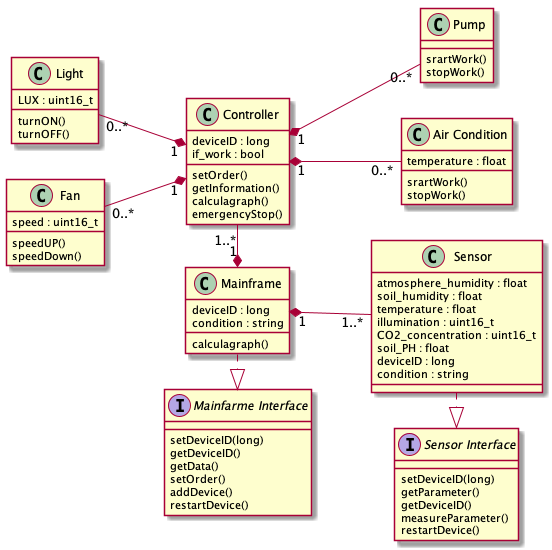 C Pump
srartWork()
stopWork()
C Light
LUX : uint16_t
turnON()
turnOFF()
0..*
0..*
C Controller
deviceID : long
if_work : bool
setOrder()
getInformation()
calculagraph()
emergencyStop()
1
1
1
1
C Air Condition
temperature : float
srartWork()
stopWork()
0..*
C Fan
speed : uint16_t
speedUP()
speedDown()
0..*
1..*
1
C Mainframe
deviceID : long
condition : string
calculagraph()
1
1..*
C Sensor
atmosphere_humidity : float
soil_humidity : float
temperature : float
illumination : uint16_t
CO2_concentration : uint16_t
soil_PH : float
deviceID : long
condition : string
I Mainfarme Interface
setDeviceID(long)
getDeviceID()
getData()
setOrder()
addDevice()
restartDevice()
I Sensor Interface
setDeviceID(long)
getParameter()
getDeviceID()
measureParameter()
restartDevice()